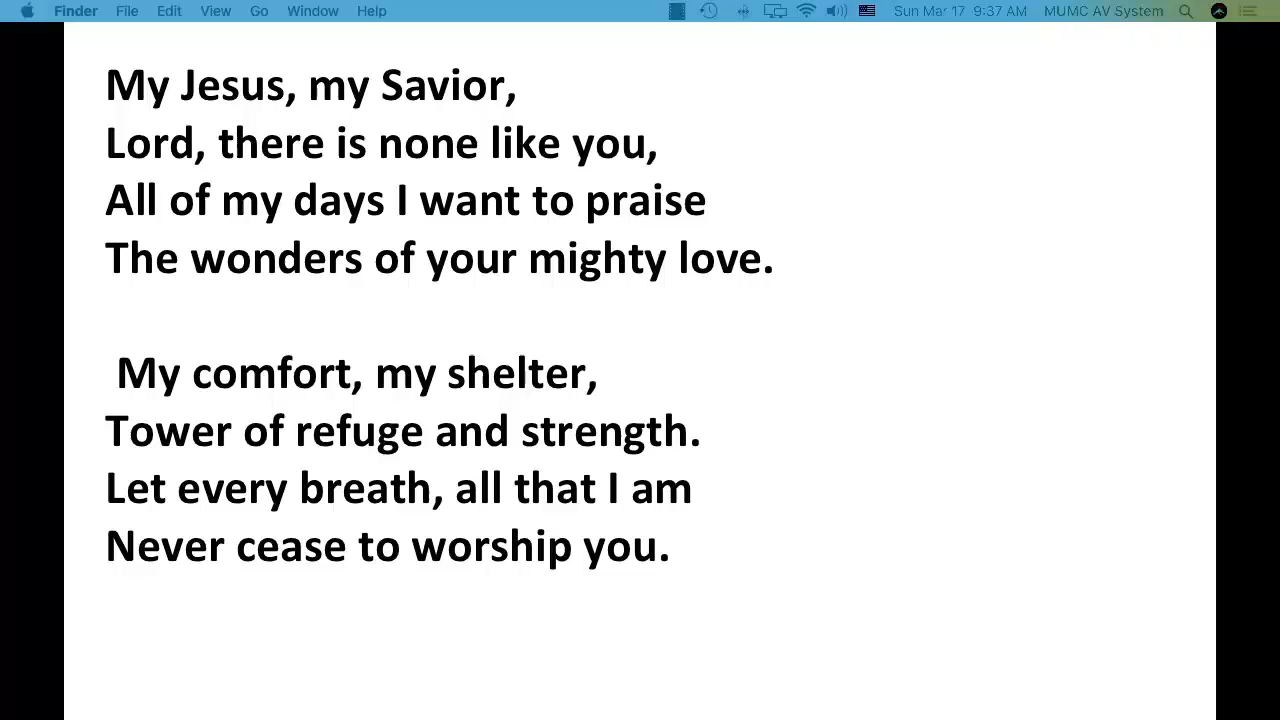 Finder File Edit View Go Window Help Sun Mar 17 9:37 AM MUMC AV System
My Jesus, my Savior,
Lord, there is none like you,
All of my days I want to praise
The wonders of your mighty love.
My comfort, my shelter,
Tower of refuge and strength.
Let every breath, all that I am
Never cease to worship you.